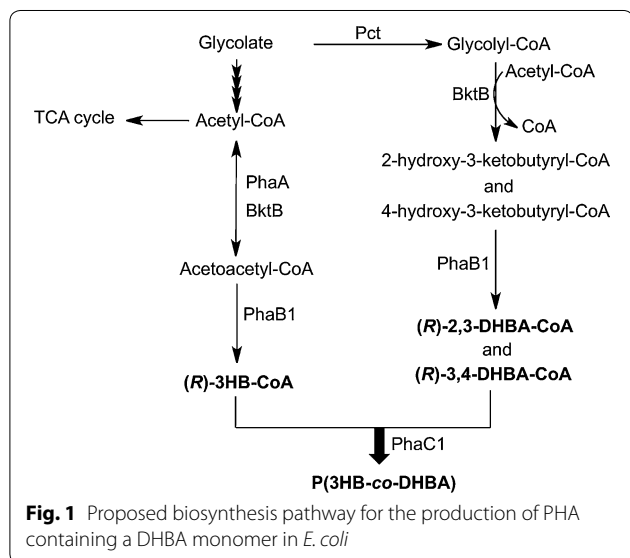 Glycolate
Pct
Glycolyl-CoA
Acetyl-CoA
BktB
CoA
TCA cycle
Acetyl-CoA
2-hydroxy-3-ketobutyryl-CoA
and
4-hydroxy-3-ketobutyryl-CoA
PhaA
BktB
Acetoacetyl-CoA
PhaB1
PhaB1
(R)-2,3-DHBA-CoA
and
(R)-3,4-DHBA-CoA
(R)-3HB-CoA
PhaC1
P(3HB-co-DHBA)
Fig. 1 Proposed biosynthesis pathway for the production of PHA
containing a DHBA monomer in E. coli